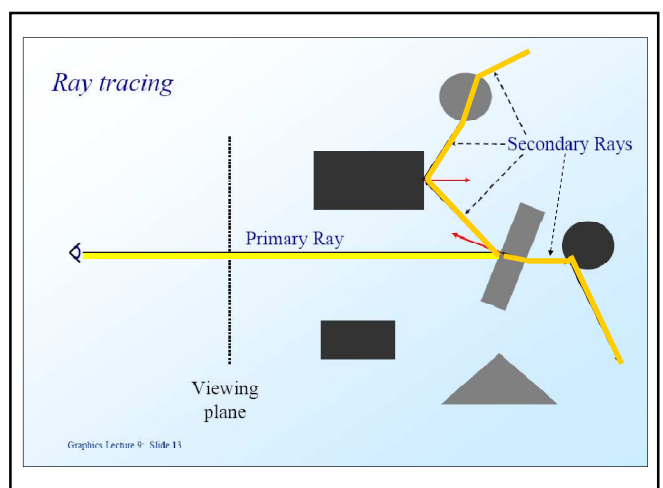 Ray tracing
Secondary Rays
Primary Ray
Viewing
plane
Graphics Lecture 9: Slide 13